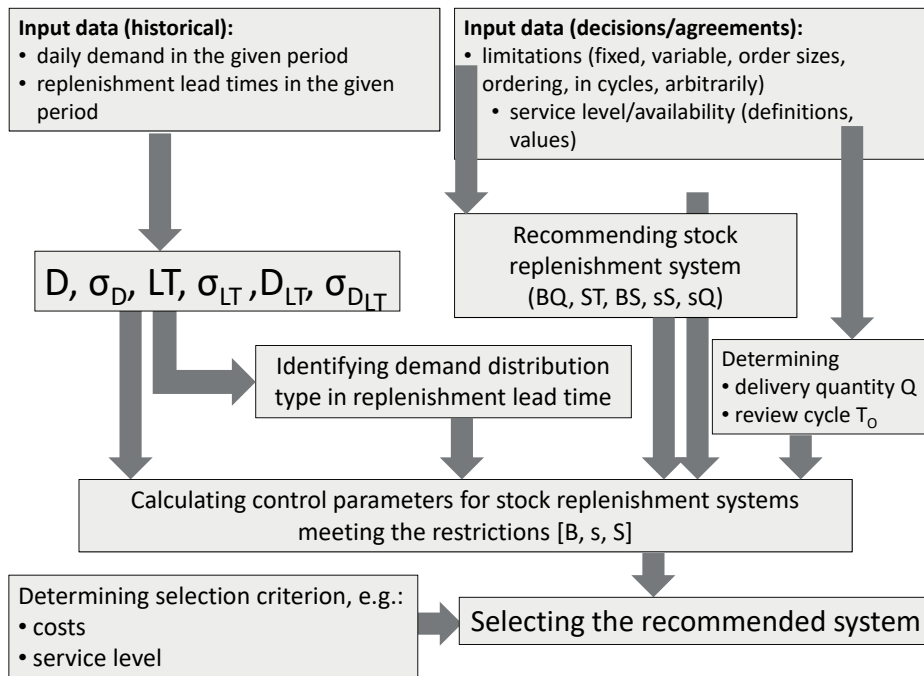 Input data (historical):
• daily demand in the given period
• replenishment lead times in the given
period
Input data (decisions/agreements):
• limitations (fixed, variable, order sizes,
ordering, in cycles, arbitrarily)
• service level/availability (definitions,
values)
D, σD, LT, σLT ,DLT, σDLT
Recommending stock
replenishment system
(BQ, ST, BS, sS, sQ)
Identifying demand distribution
type in replenishment lead time
Determining
• delivery quantity Q
• review cycle TO
Calculating control parameters for stock replenishment systems
meeting the restrictions [B, s, S]
Determining selection criterion, e.g.:
• costs
• service level
Selecting the recommended system